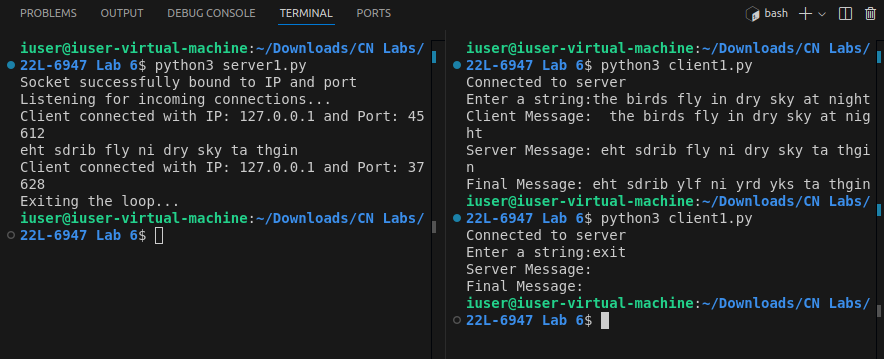 PROBLEMS OUTPUT DEBUG CONSOLE TERMINAL PORTS bash
iuser@iuser-virtual-machine:~/Downloads/CN Labs/
22L-6947 Lab 6$ python3 server1.py
Socket successfully bound to IP and port
Listening for incoming connections...
Client connected with IP: 127.0.0.1 and Port: 45
612
eht sdrib fly ni dry sky ta thgin
Client connected with IP: 127.0.0.1 and Port: 37
628
Exiting the loop...
iuser@iuser-virtual-machine:~/Downloads/CN Labs/
22L-6947 Lab 6$
iuser@iuser-virtual-machine:~/Downloads/CN Labs/
22L-6947 Lab 6$ python3 client1.py
Connected to server
Enter a string:the birds fly in dry sky at night
Client Message:  the birds fly in dry sky at nig
ht
Server Message: eht sdrib fly ni dry sky ta thgi
n
Final Message: eht sdrib ylf ni yrd yks ta thgin
iuser@iuser-virtual-machine:~/Downloads/CN Labs/
22L-6947 Lab 6$ python3 client1.py
Connected to server
Enter a string:exit
Server Message:
Final Message:
iuser@iuser-virtual-machine:~/Downloads/CN Labs/
22L-6947 Lab 6$